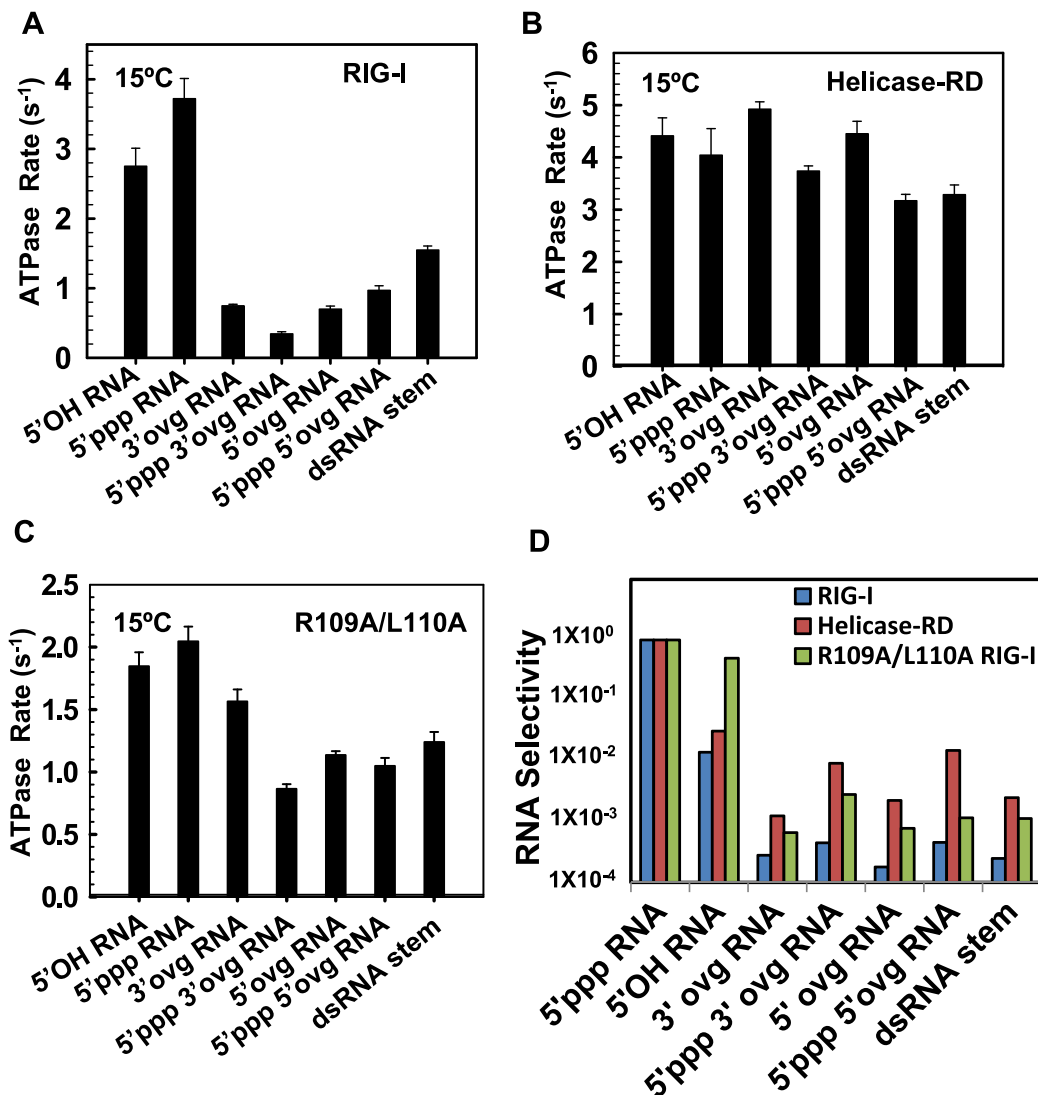 A
15ºC
RIG-I
ATPase Rate (s-1)
4
3
2
1
0
5'OH RNA
5'ppp RNA
3'ovg RNA
5'ppp 3'ovg RNA
5'ovg RNA
5'ppp 5'ovg RNA
dsRNA stem
B
15ºC
Helicase-RD
ATPase Rate (s-1)
6
5
4
3
2
1
0
5'OH RNA
5'ppp RNA
3'ovg RNA
5'ppp 3'ovg RNA
5'ovg RNA
5'ppp 5'ovg RNA
dsRNA stem
C
15ºC
R109A/L110A
ATPase Rate (s-1)
2.5
2.0
1.5
1.0
0.5
0.0
5'OH RNA
5'ppp RNA
3'ovg RNA
5'ppp 3'ovg RNA
5'ovg RNA
5'ppp 5'ovg RNA
dsRNA stem
D
RIG-I
Helicase-RD
R109A/L110A RIG-I
RNA Selectivity
1X100
1X10-1
1X10-2
1X10-3
1X10-4
5'ppp RNA
5'OH RNA
3' ovg RNA
5'ppp 3' ovg RNA
5' ovg RNA
5'ppp 5'ovg RNA
dsRNA stem